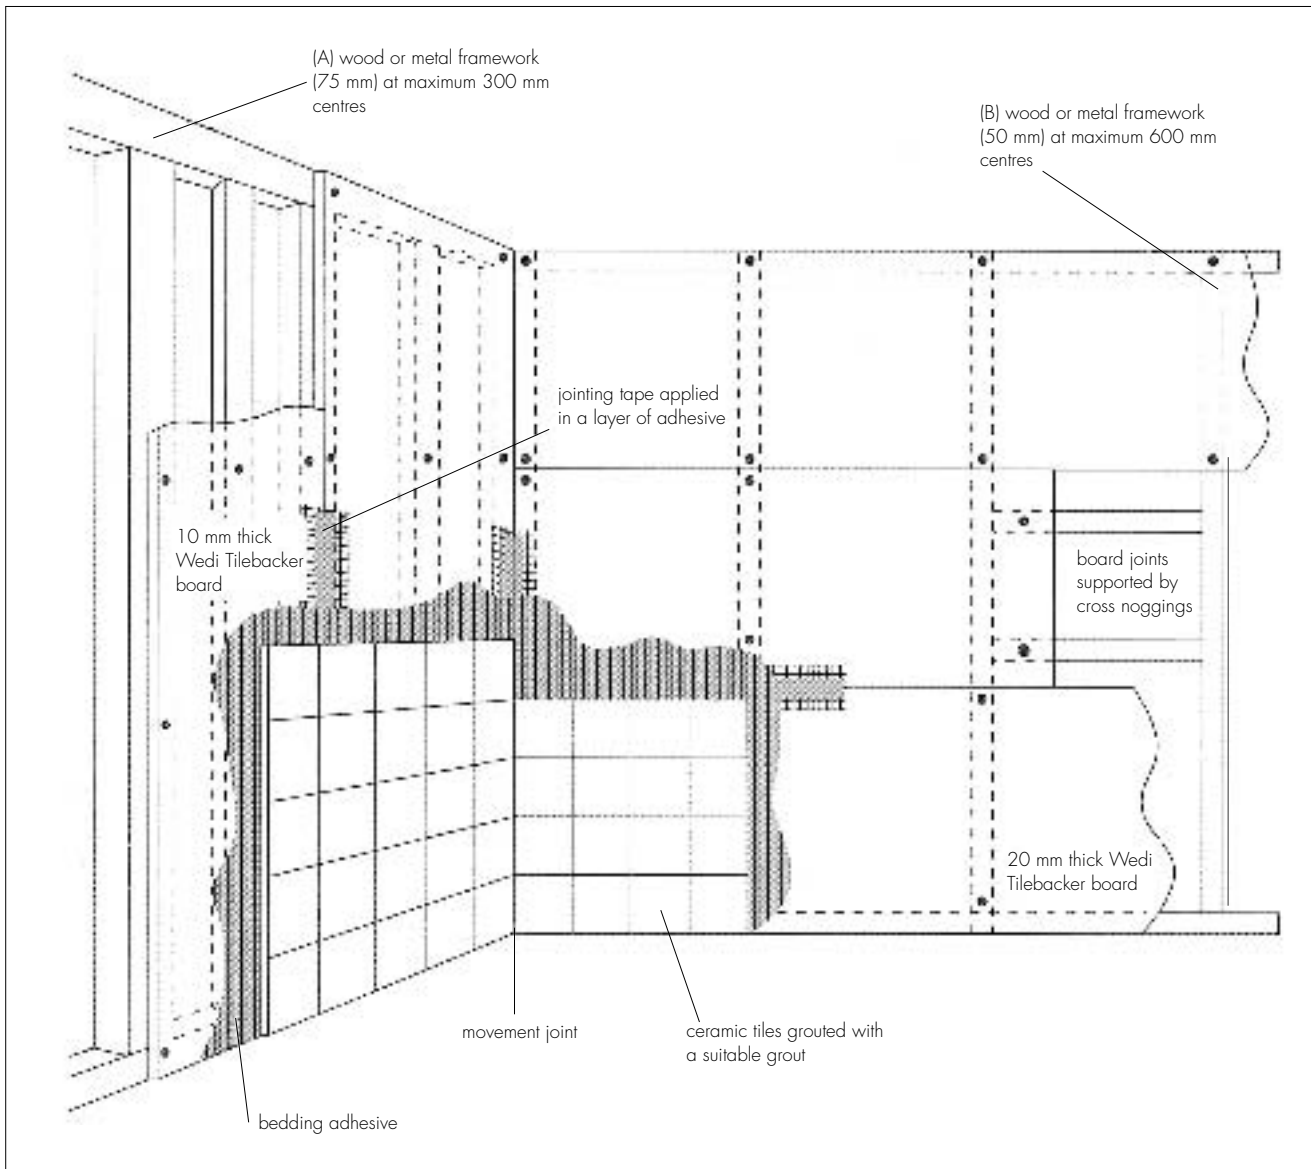 (A) wood or metal framework
(75 mm) at maximum 300 mm
centres
(B) wood or metal framework
(50 mm) at maximum 600 mm
centres
jointing tape applied
in a layer of adhesive
10 mm thick
Wedi Tilebacker
board
board joints
supported by
cross noggings
20 mm thick Wedi
Tilebacker board
movement joint
ceramic tiles grouted with
a suitable grout
bedding adhesive